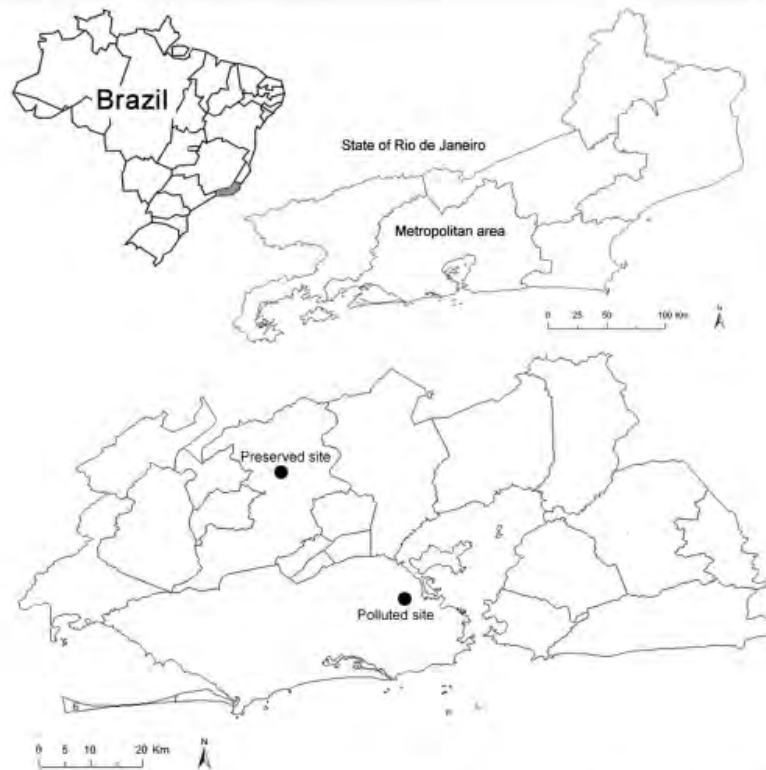 Brazil
State of Rio de Janeiro
Metropolitan area
0 25 50 100 Km
Preserved site
Polluted site
0 5 10 20 Km
N